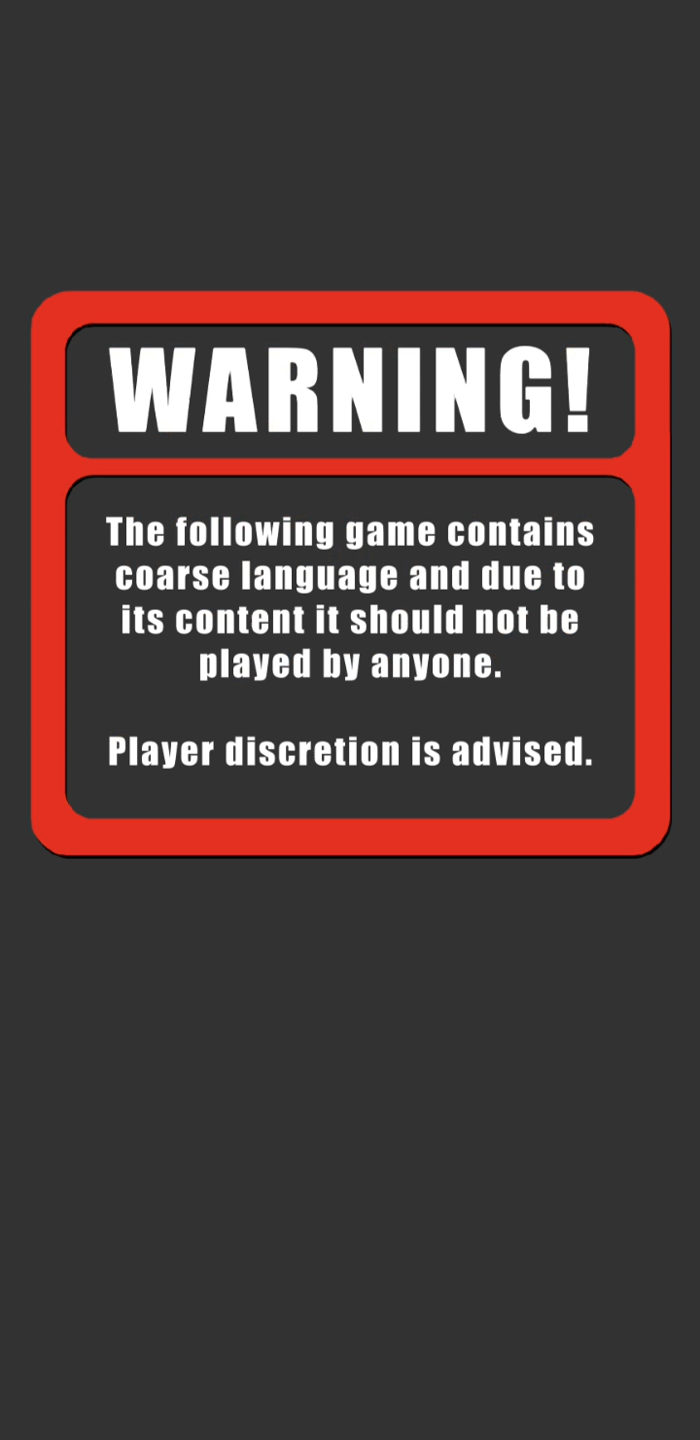 WARNING!
The following game contains
coarse language and due to
its content it should not be
played by anyone.
Player discretion is advised.